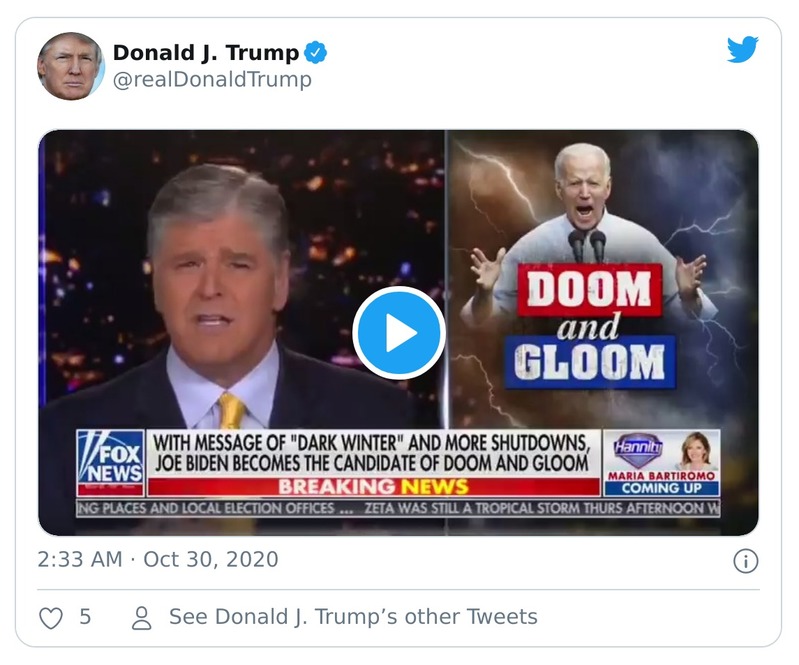 Donald J. Trump
@realDonaldTrump
DOOM
and
GLOOM
FOX
NEWS
WITH MESSAGE OF "DARK WINTER" AND MORE SHUTDOWNS,
JOE BIDEN BECOMES THE CANDIDATE OF DOOM AND GLOOM
BREAKING NEWS
Hannity
MARIA BARTIROMO
COMING UP
NG PLACES AND LOCAL ELECTION OFFICES ... ZETA WAS STILL A TROPICAL STORM THURS AFTERNOON W
2:33 AM · Oct 30, 2020
5
See Donald J. Trump’s other Tweets